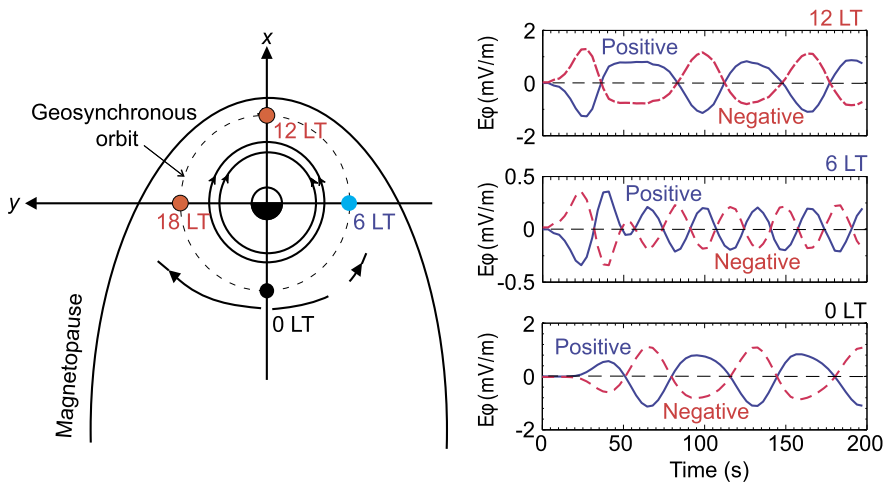 x
Geosynchronous
orbit
12 LT
y
18 LT
6 LT
0 LT
Magnetopause
12 LT
2
0
-2
Eφ (mV/m)
Positive
Negative
6 LT
0.5
0
-0.5
Eφ (mV/m)
Positive
Negative
0 LT
2
0
-2
Eφ (mV/m)
Positive
Negative
0 50 100 150 200
Time (s)